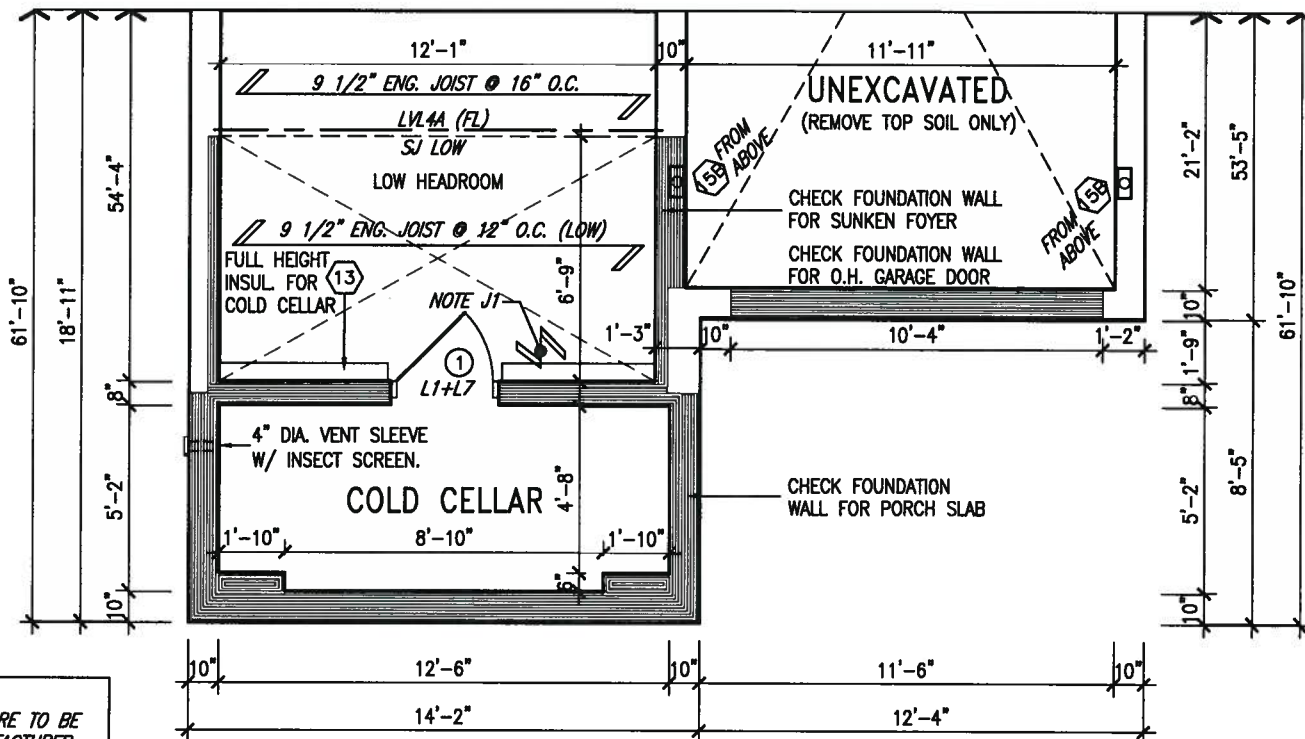 12'-1"
10"
11'-11"
9 1/2" ENG. JOIST @ 16" O.C.
LVL4A (FL)
SJ LOW
LOW HEADROOM
9 1/2" ENG. JOIST @ 12" O.C. (LOW)
FULL HEIGHT
INSUL. FOR
COLD CELLAR
13
NOTE J1
6'-9"
1'-3"
1
L1+L7
UNEXCAVATED
(REMOVE TOP SOIL ONLY)
15B
FROM
ABOVE
15B
FROM
ABOVE
CHECK FOUNDATION WALL
FOR SUNKEN FOYER
CHECK FOUNDATION WALL
FOR O.H. GARAGE DOOR
10"
10'-4"
1'-2"
4" DIA. VENT SLEEVE
W/ INSECT SCREEN.
COLD CELLAR
4'-8"
1'-10"
8'-10"
1'-10"
6"
CHECK FOUNDATION
WALL FOR PORCH SLAB
61'-10"
18'-11"
54'-4"
8"
5'-2"
10"
21'-2"
10"
1'-9"
8"
5'-2"
10"
53'-5"
8'-5"
61'-10"
10"
12'-6"
10"
11'-6"
10"
14'-2"
12'-4"
RE TO BE